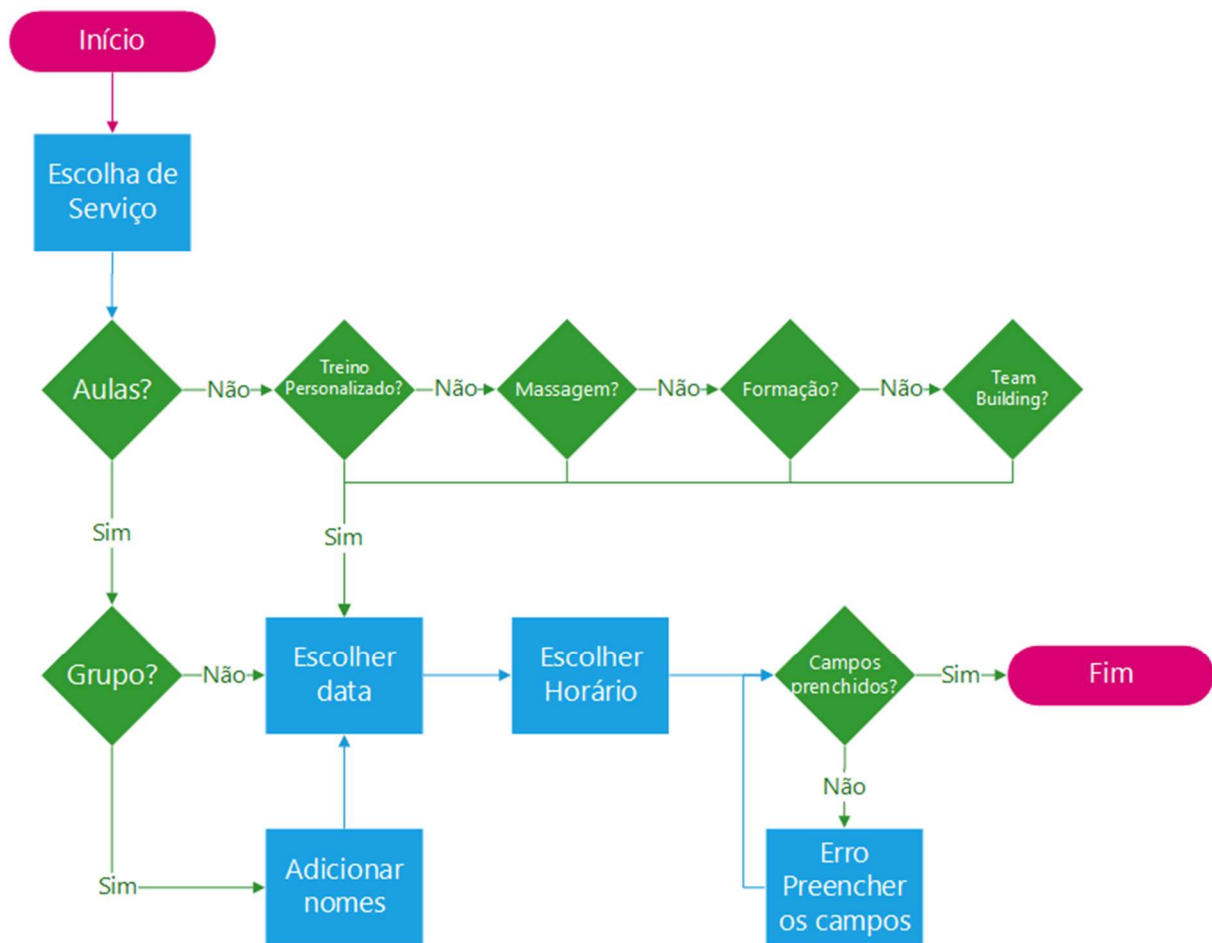 Início
Escolha de
Serviço
Aulas?
Não
Treino
Personalizado?
Não
Massagem?
Não
Formação?
Não
Team
Building?
Sim
Sim
Grupo?
Não
Escolher
data
Escolher
Horário
Campos
prenchidos?
Sim
Fim
Não
Sim
Adicionar
nomes
Erro
Preencher
os campos